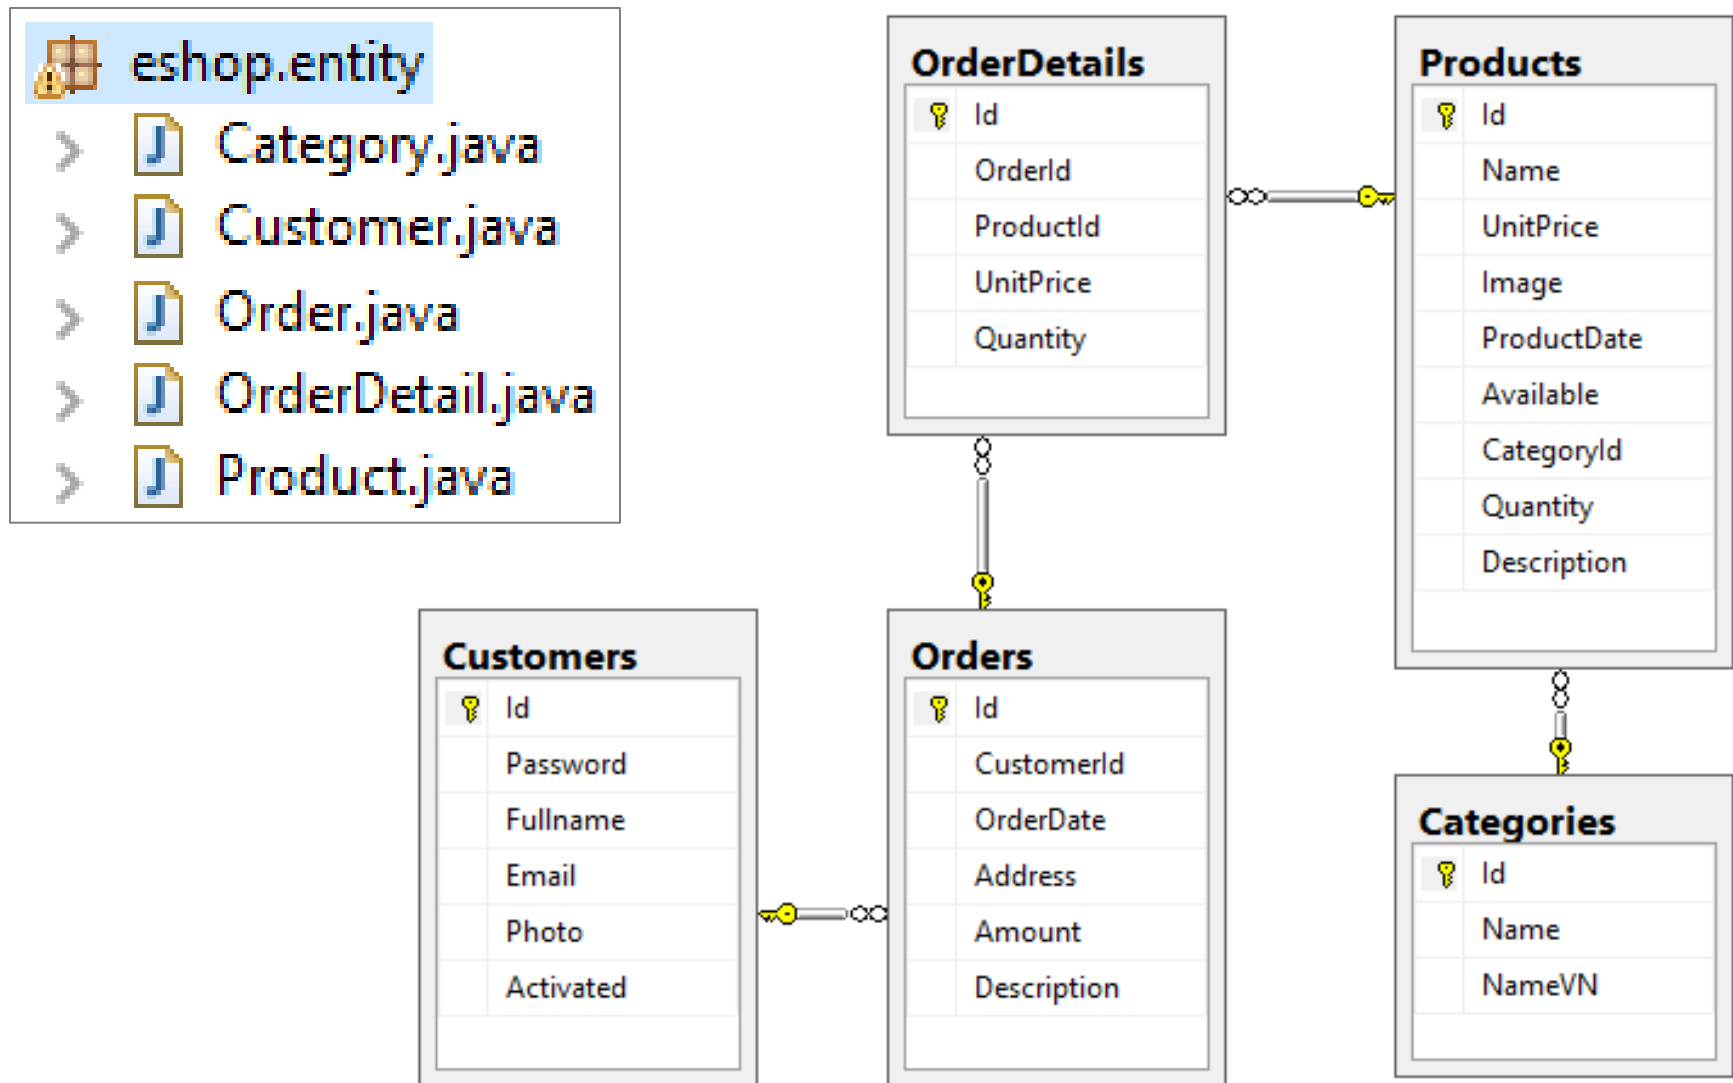 eshop.entity
Category.java
Customer.java
Order.java
OrderDetail.java
Product.java
OrderDetails
Id
OrderId
ProductId
UnitPrice
Quantity
Products
Id
Name
UnitPrice
Image
ProductDate
Available
CategoryId
Quantity
Description
Customers
Id
Password
Fullname
Email
Photo
Activated
Orders
Id
CustomerId
OrderDate
Address
Amount
Description
Categories
Id
Name
NameVN